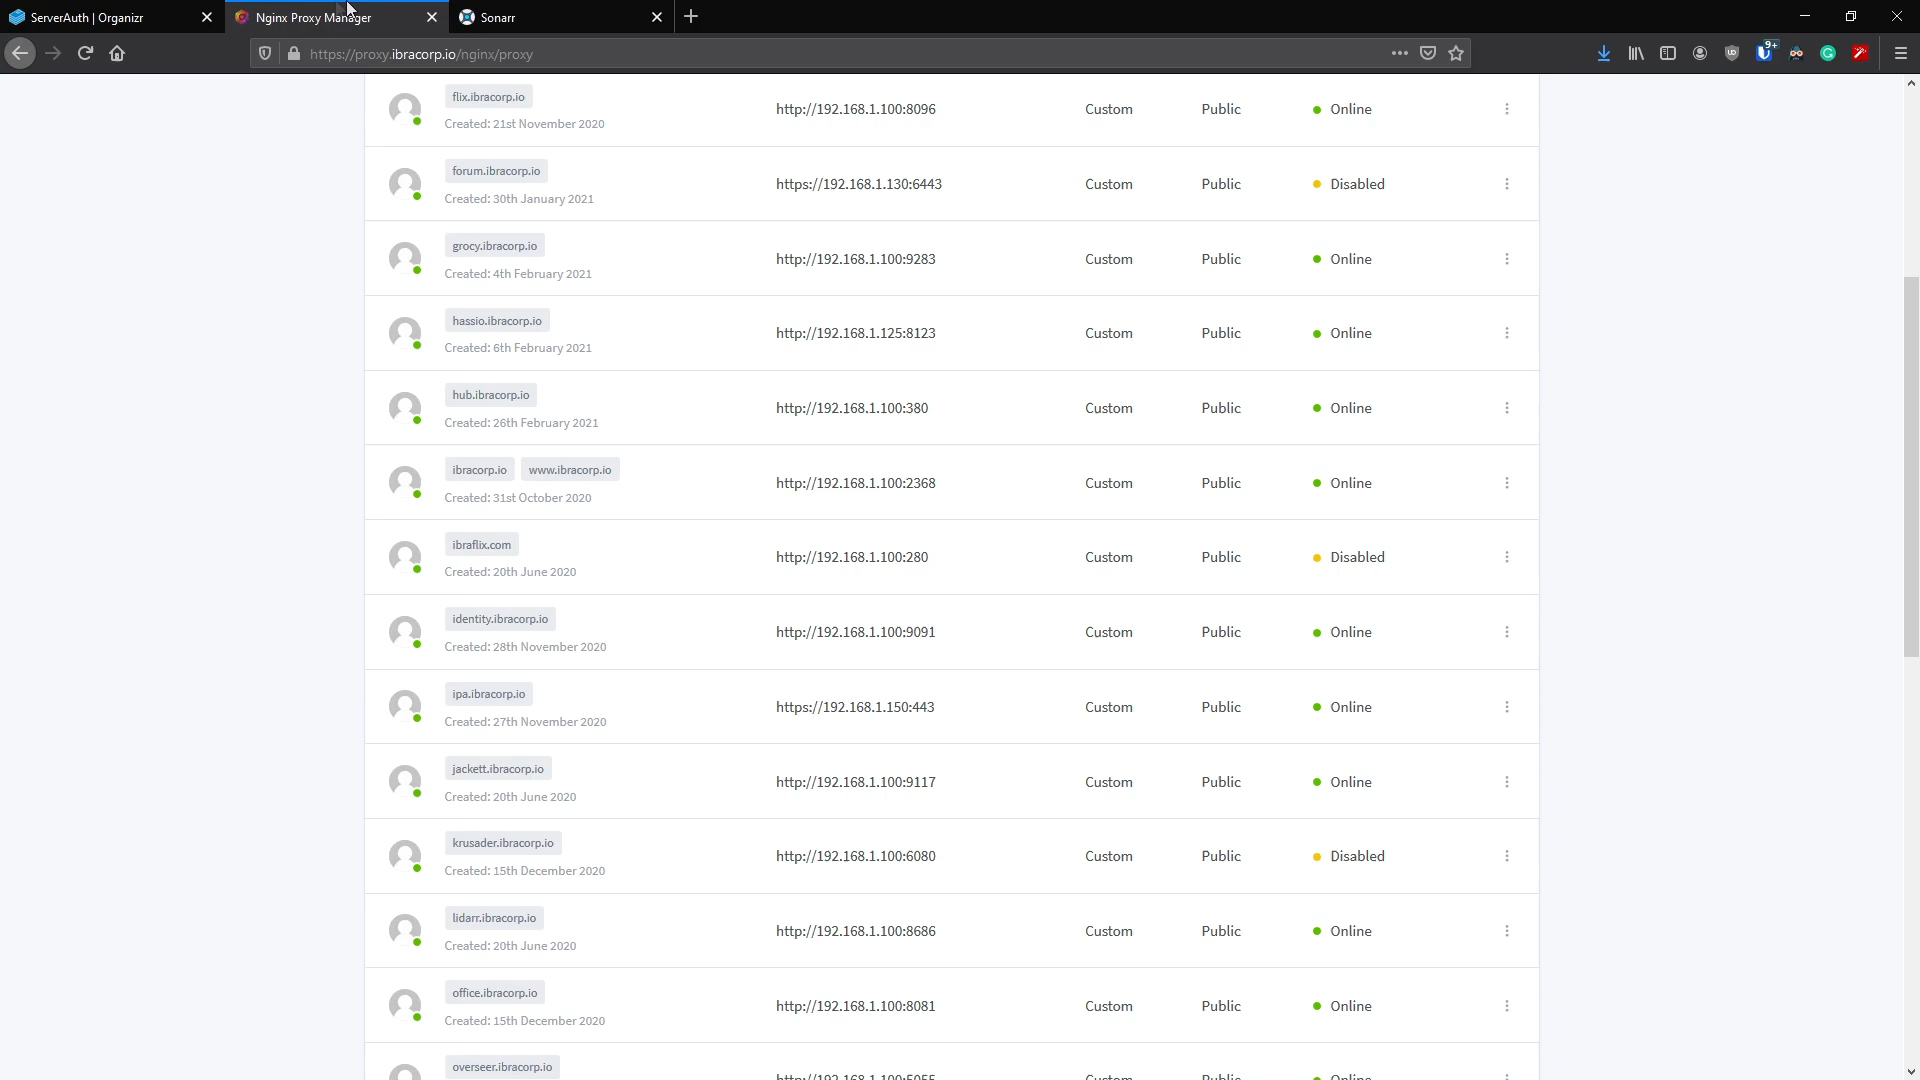 ServerAuth | Organizr
Nginx Proxy Manager
Sonarr
https://proxy.ibracorp.io/nginx/proxy
9+
flix.ibracorp.io
Created: 21st November 2020
http://192.168.1.100:8096 Custom Public Online
forum.ibracorp.io
Created: 30th January 2021
https://192.168.1.130:6443 Custom Public Disabled
grocy.ibracorp.io
Created: 4th February 2021
http://192.168.1.100:9283 Custom Public Online
hassio.ibracorp.io
Created: 6th February 2021
http://192.168.1.125:8123 Custom Public Online
hub.ibracorp.io
Created: 26th February 2021
http://192.168.1.100:380 Custom Public Online
ibracorp.io www.ibracorp.io
Created: 31st October 2020
http://192.168.1.100:2368 Custom Public Online
ibraflix.com
Created: 20th June 2020
http://192.168.1.100:280 Custom Public Disabled
identity.ibracorp.io
Created: 28th November 2020
http://192.168.1.100:9091 Custom Public Online
ipa.ibracorp.io
Created: 27th November 2020
https://192.168.1.150:443 Custom Public Online
jackett.ibracorp.io
Created: 20th June 2020
http://192.168.1.100:9117 Custom Public Online
krusader.ibracorp.io
Created: 15th December 2020
http://192.168.1.100:6080 Custom Public Disabled
lidarr.ibracorp.io
Created: 20th June 2020
http://192.168.1.100:8686 Custom Public Online
office.ibracorp.io
Created: 15th December 2020
http://192.168.1.100:8081 Custom Public Online
overseer.ibracorp.io
http://192.168.1.100:5055 Custom Public Online